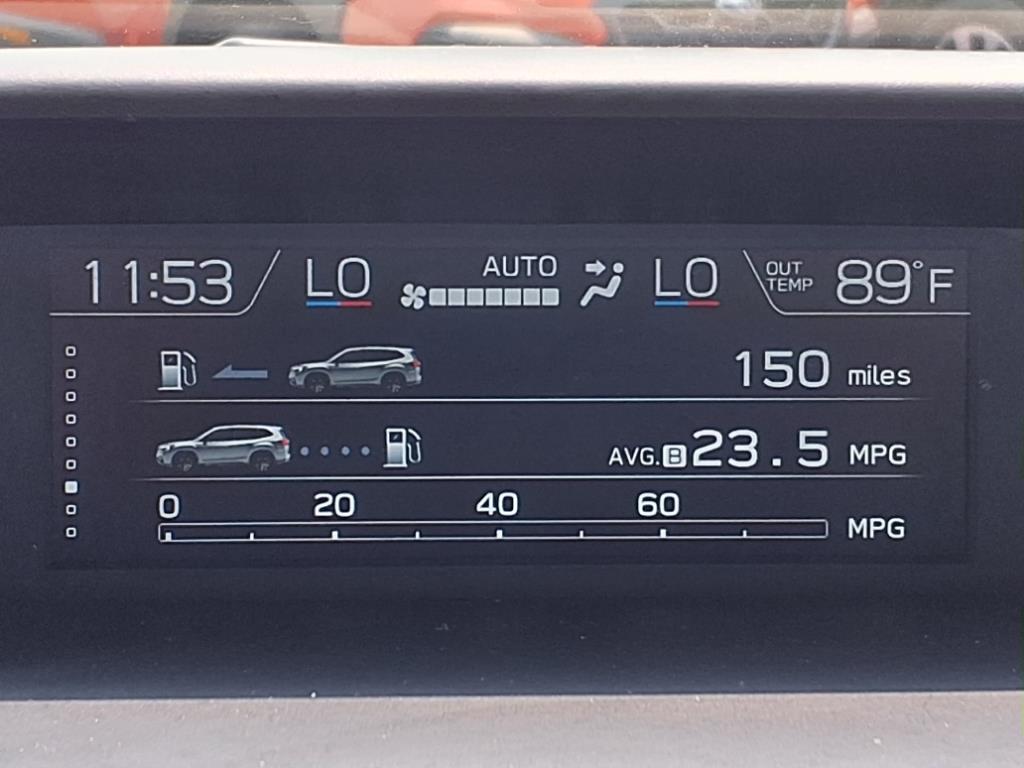 11:53 LO AUTO LO OUT TEMP 89°F
150 miles
AVG. B 23.5 MPG
0 20 40 60
MPG